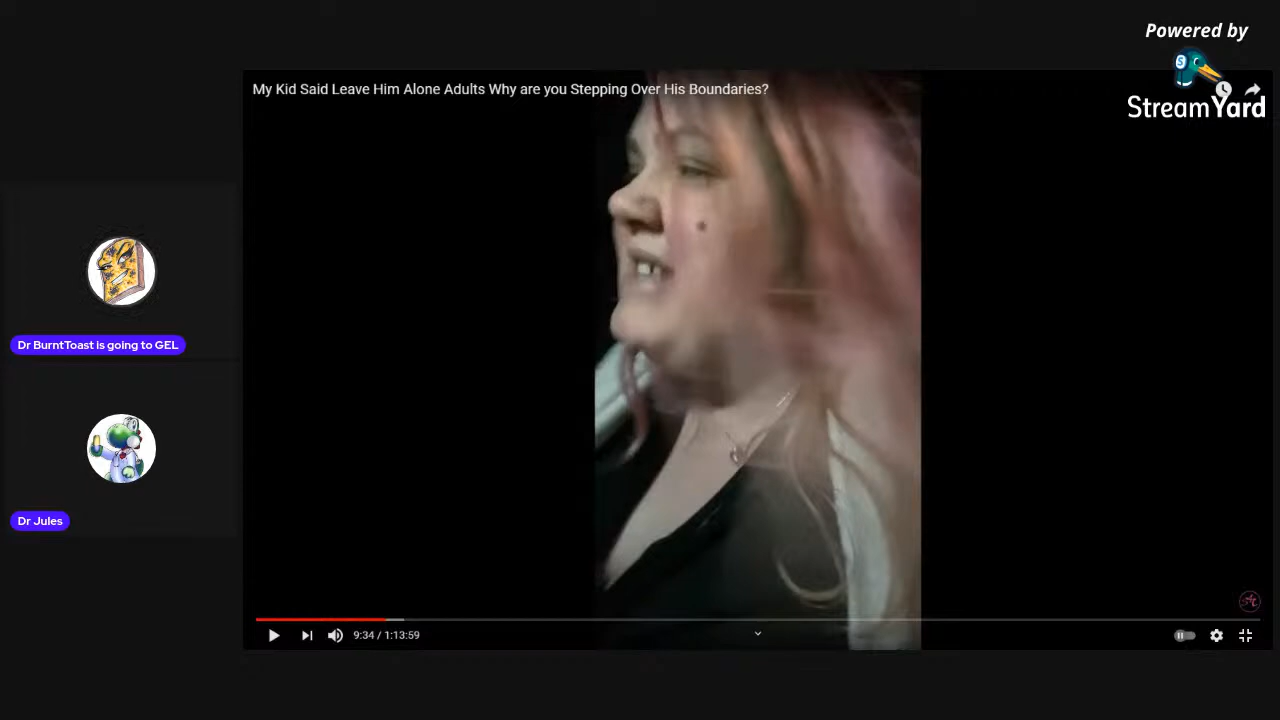 Powered by
StreamYard
My Kid Said Leave Him Alone Adults Why are you Stepping Over His Boundaries?
Dr BurntToast is going to GEL
Dr Jules
9:34 / 1:13:59